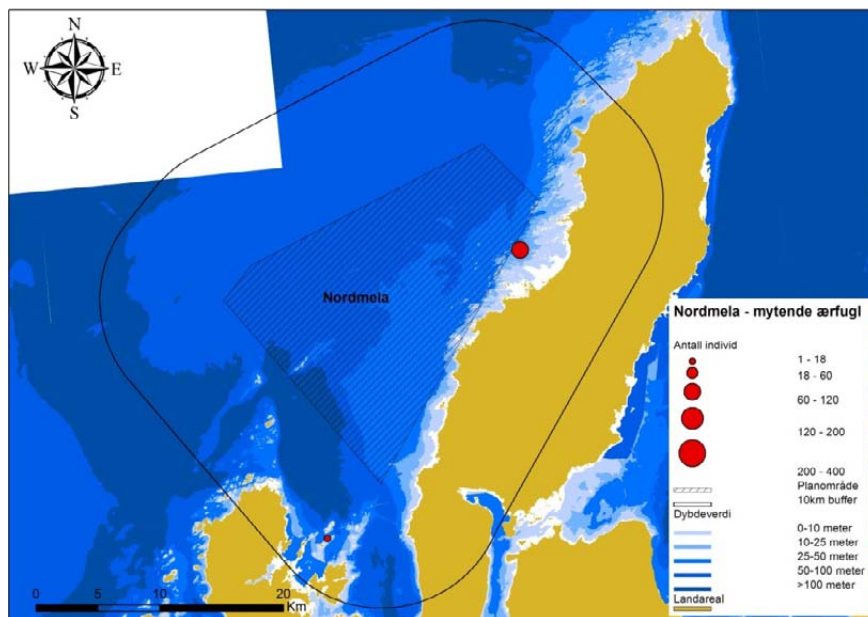 N
W E
S
Nordmela
Nordmela - mytende ærfugl
Antall individ
1 - 18
18 - 60
60 - 120
120 - 200
200 - 400
Planområde
10km buffer
Dybdeverdi
0-10 meter
10-25 meter
25-50 meter
50-100 meter
>100 meter
Landareal
0 5 10 20
Km